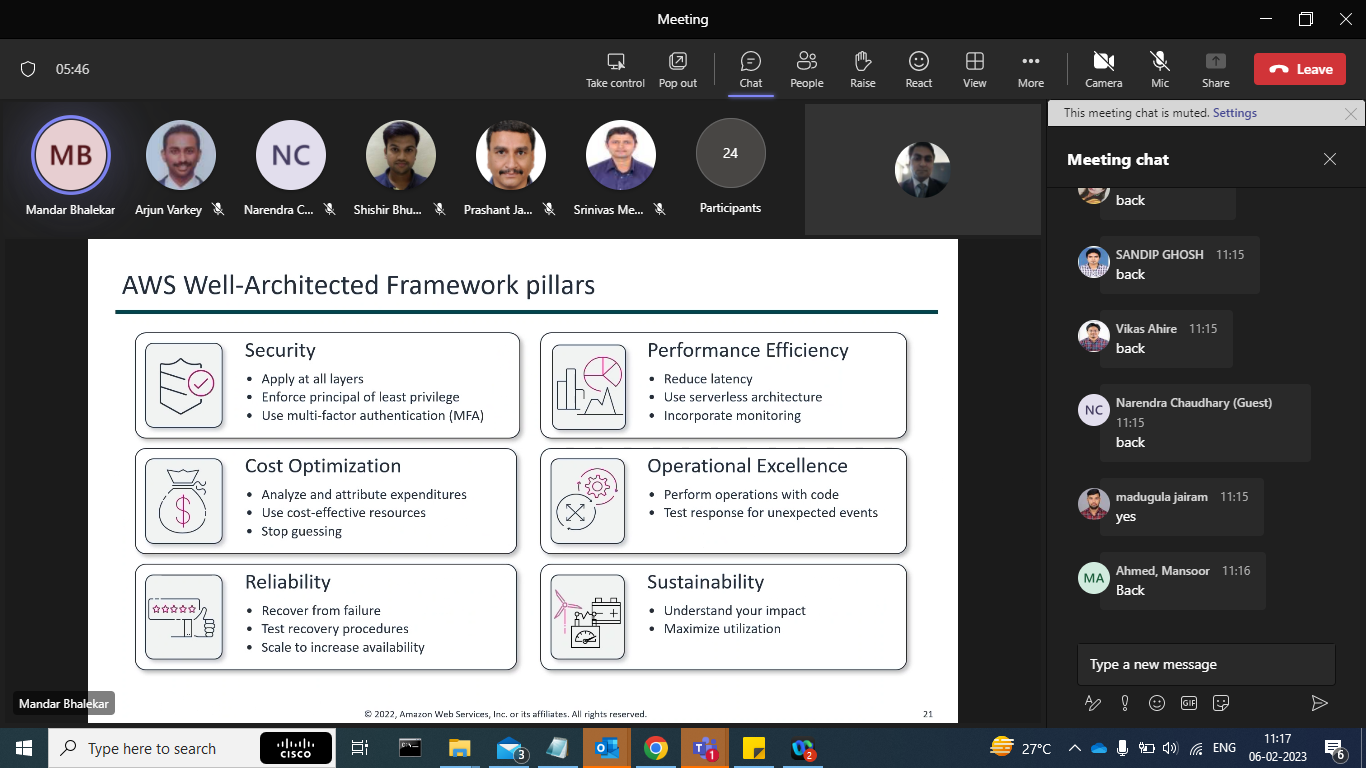 Meeting
05:46
Take control
Pop out
Chat
People
Raise
React
View
More
Camera
Mic
Share
Leave
MB
NC
24
Mandar Bhalekar
Arjun Varkey
Narendra C...
Shishir Bhu...
Prashant Ja...
Srinivas Me...
Participants
This meeting chat is muted. Settings
Meeting chat
back
SANDIP GHOSH 11:15
back
Vikas Ahire 11:15
back
NC
Narendra Chaudhary (Guest)
11:15
back
madugula jairam 11:15
yes
MA
Ahmed, Mansoor 11:16
Back
Type a new message
GIF
AWS Well-Architected Framework pillars
Security
• Apply at all layers
• Enforce principal of least privilege
• Use multi-factor authentication (MFA)
Performance Efficiency
• Reduce latency
• Use serverless architecture
• Incorporate monitoring
Cost Optimization
• Analyze and attribute expenditures
• Use cost-effective resources
• Stop guessing
$
Operational Excellence
• Perform operations with code
• Test response for unexpected events
Reliability
• Recover from failure
• Test recovery procedures
• Scale to increase availability
Sustainability
• Understand your impact
• Maximize utilization
Mandar Bhalekar
© 2022, Amazon Web Services, Inc. or its affiliates. All rights reserved.
21
Type here to search
CISCO
3
1
2
27°C
ENG
11:17
06-02-2023
6